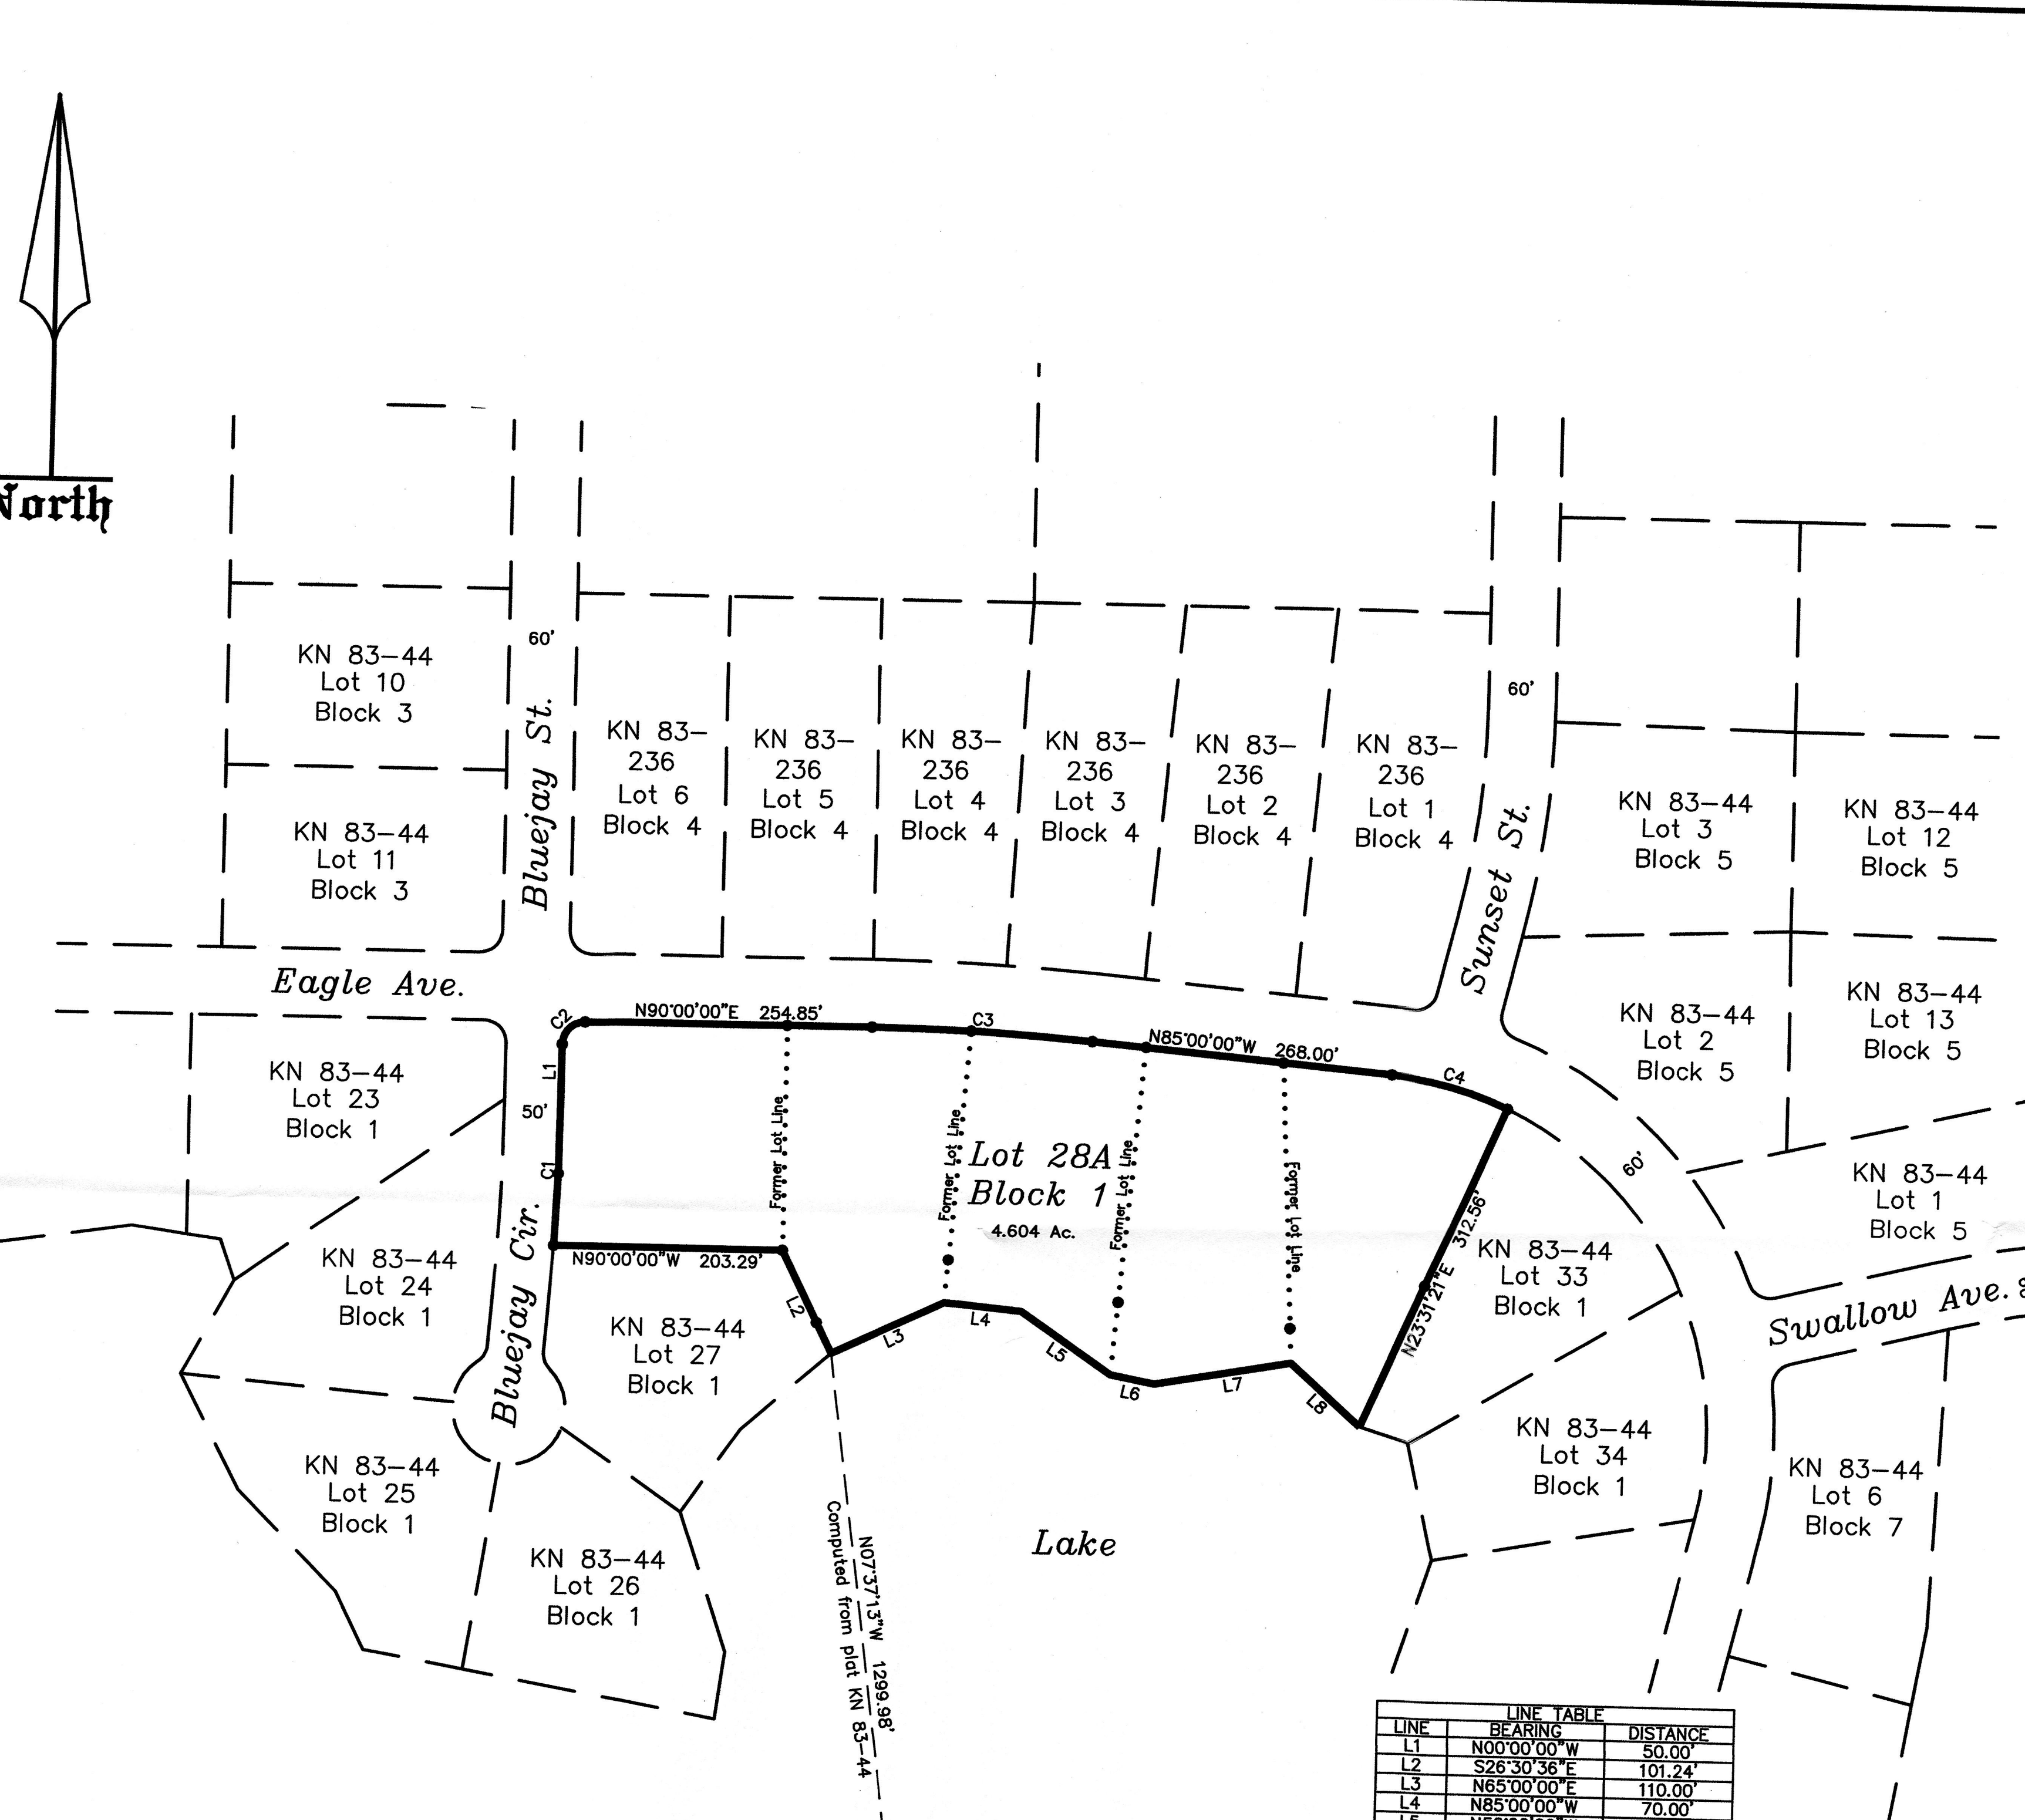 North
60'
60'
KN 83-44
Lot 10
Block 3
Bluejay St.
KN 83-
236
Lot 6
Block 4
KN 83-
236
Lot 5
Block 4
KN 83-
236
Lot 4
Block 4
KN 83-
236
Lot 3
Block 4
KN 83-
236
Lot 2
Block 4
KN 83-
236
Lot 1
Block 4
Sunset St.
KN 83-44
Lot 3
Block 5
KN 83-44
Lot 12
Block 5
KN 83-44
Lot 11
Block 3
Eagle Ave.
KN 83-44
Lot 2
Block 5
KN 83-44
Lot 13
Block 5
C2
N90°00'00"E 254.85'
C3
N85°00'00"W 268.00'
C4
L1
50'
C1
KN 83-44
Lot 23
Block 1
Former Lot Line
Former Lot Line
Former Lot Line
Former Lot Line
Lot 28A
Block 1
4.604 Ac.
60'
KN 83-44
Lot 1
Block 5
N23°31'21"E 312.56'
KN 83-44
Lot 33
Block 1
Swallow Ave.
KN 83-44
Lot 24
Block 1
Bluejay Cir.
N90°00'00"W 203.29'
L2
L3
L4
L5
L6
L7
L8
KN 83-44
Lot 27
Block 1
KN 83-44
Lot 34
Block 1
KN 83-44
Lot 6
Block 7
KN 83-44
Lot 25
Block 1
KN 83-44
Lot 26
Block 1
Lake
N07°37'13"W 1299.98'
Computed from plat KN 83-44
LINE TABLE
LINE BEARING DISTANCE
L1 N00°00'00"W 50.00'
L2 S26°30'36"E 101.24'
L3 N65°00'00"E 110.00'
L4 N85°00'00"W 70.00'